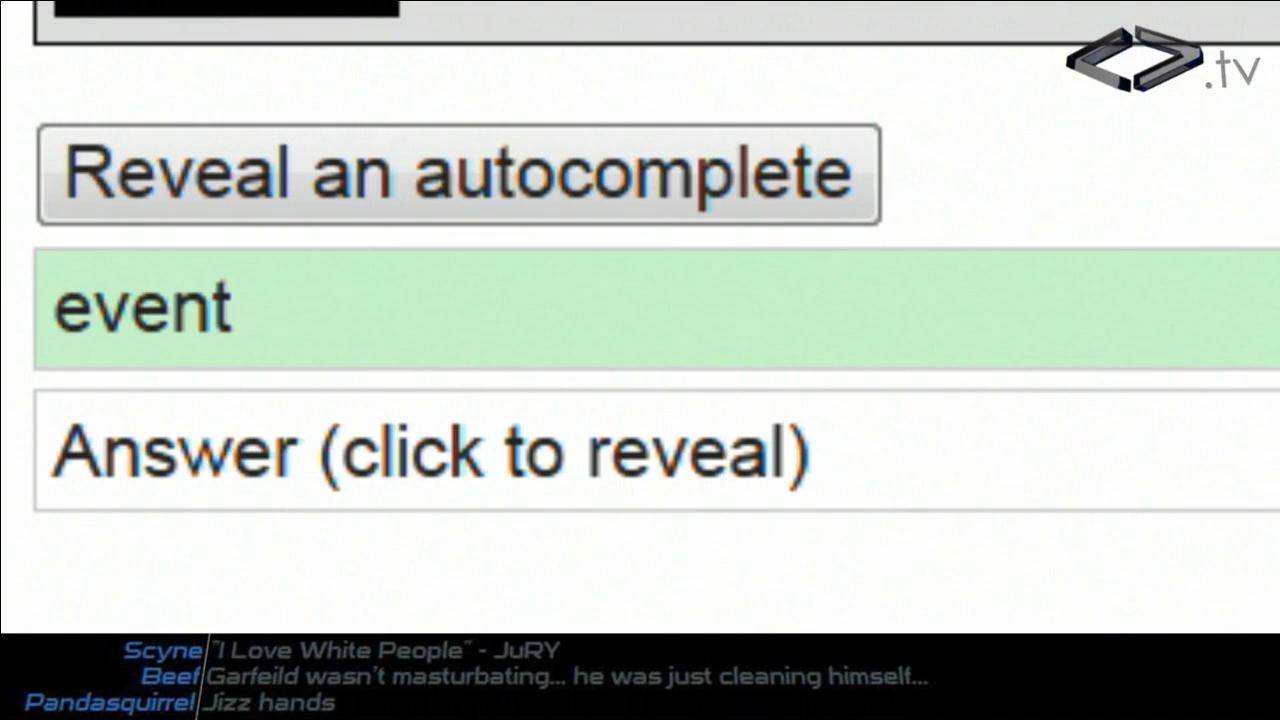 .tv
Reveal an autocomplete
event
Answer (click to reveal)
Scyne "I Love White People" - JuRY
Beef Garfeild wasn't masturbating... he was just cleaning himself...
Pandasquirrel Jizz hands